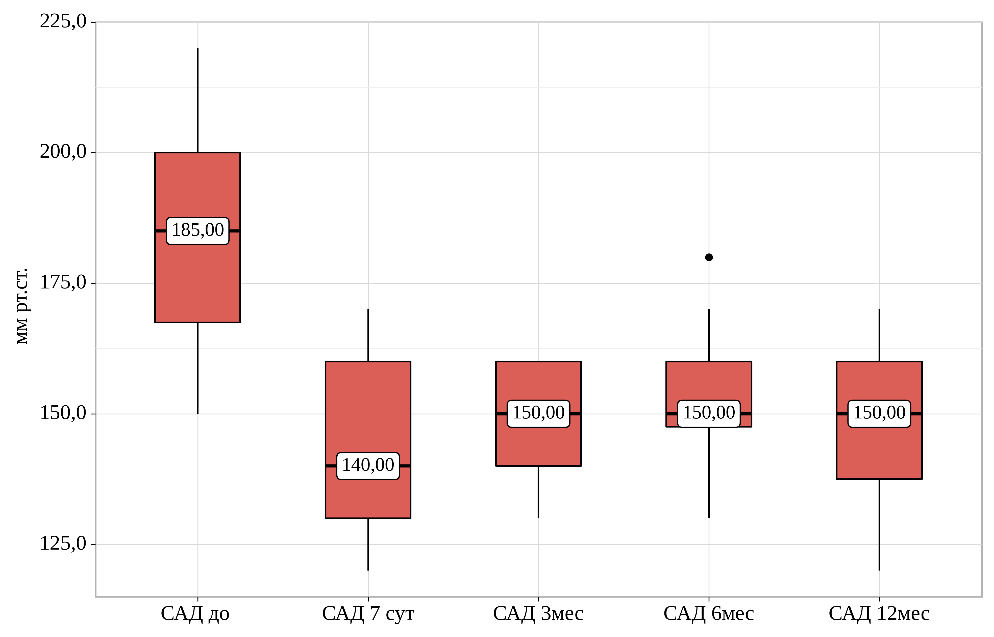 225,0
200,0
175,0
150,0
125,0
мм рт.ст.
185,00
140,00
150,00
150,00
150,00
САД до
САД 7 сут
САД 3мес
САД 6мес
САД 12мес